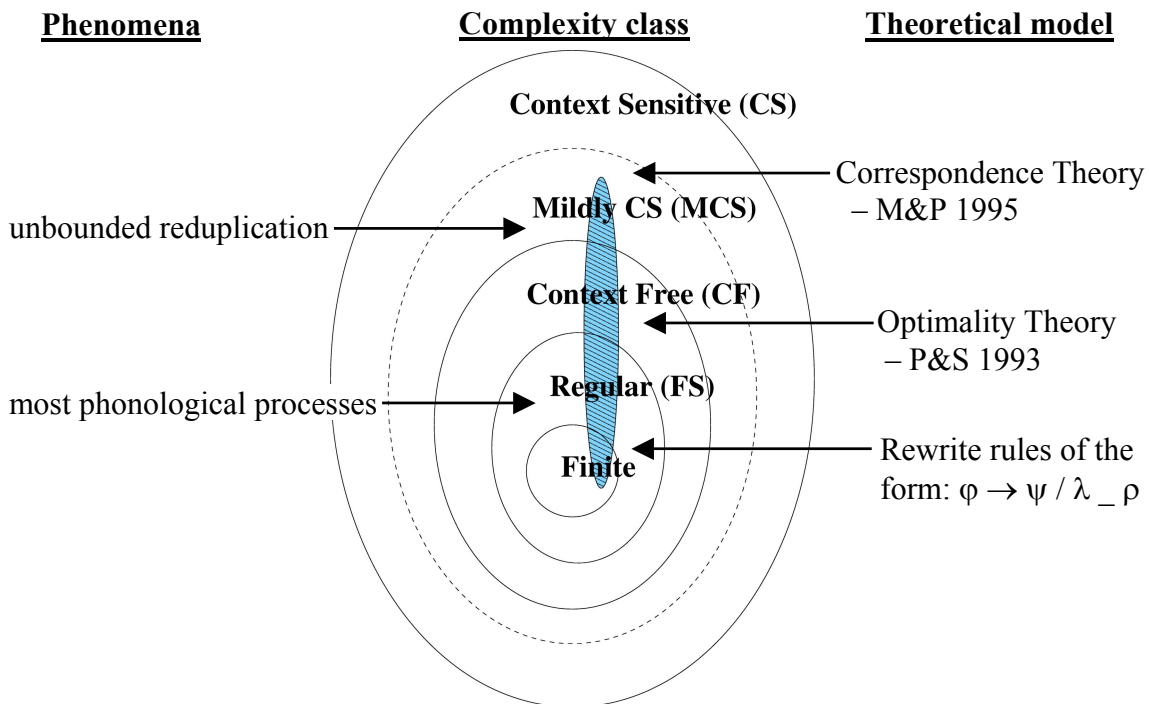 Phenomena
Complexity class
Theoretical model
Context Sensitive (CS)
Correspondence Theory
– M&P 1995
Mildly CS (MCS)
unbounded reduplication
Context Free (CF)
Optimality Theory
– P&S 1993
Regular (FS)
most phonological processes
Rewrite rules of the
form: φ → ψ / λ _ ρ
Finite